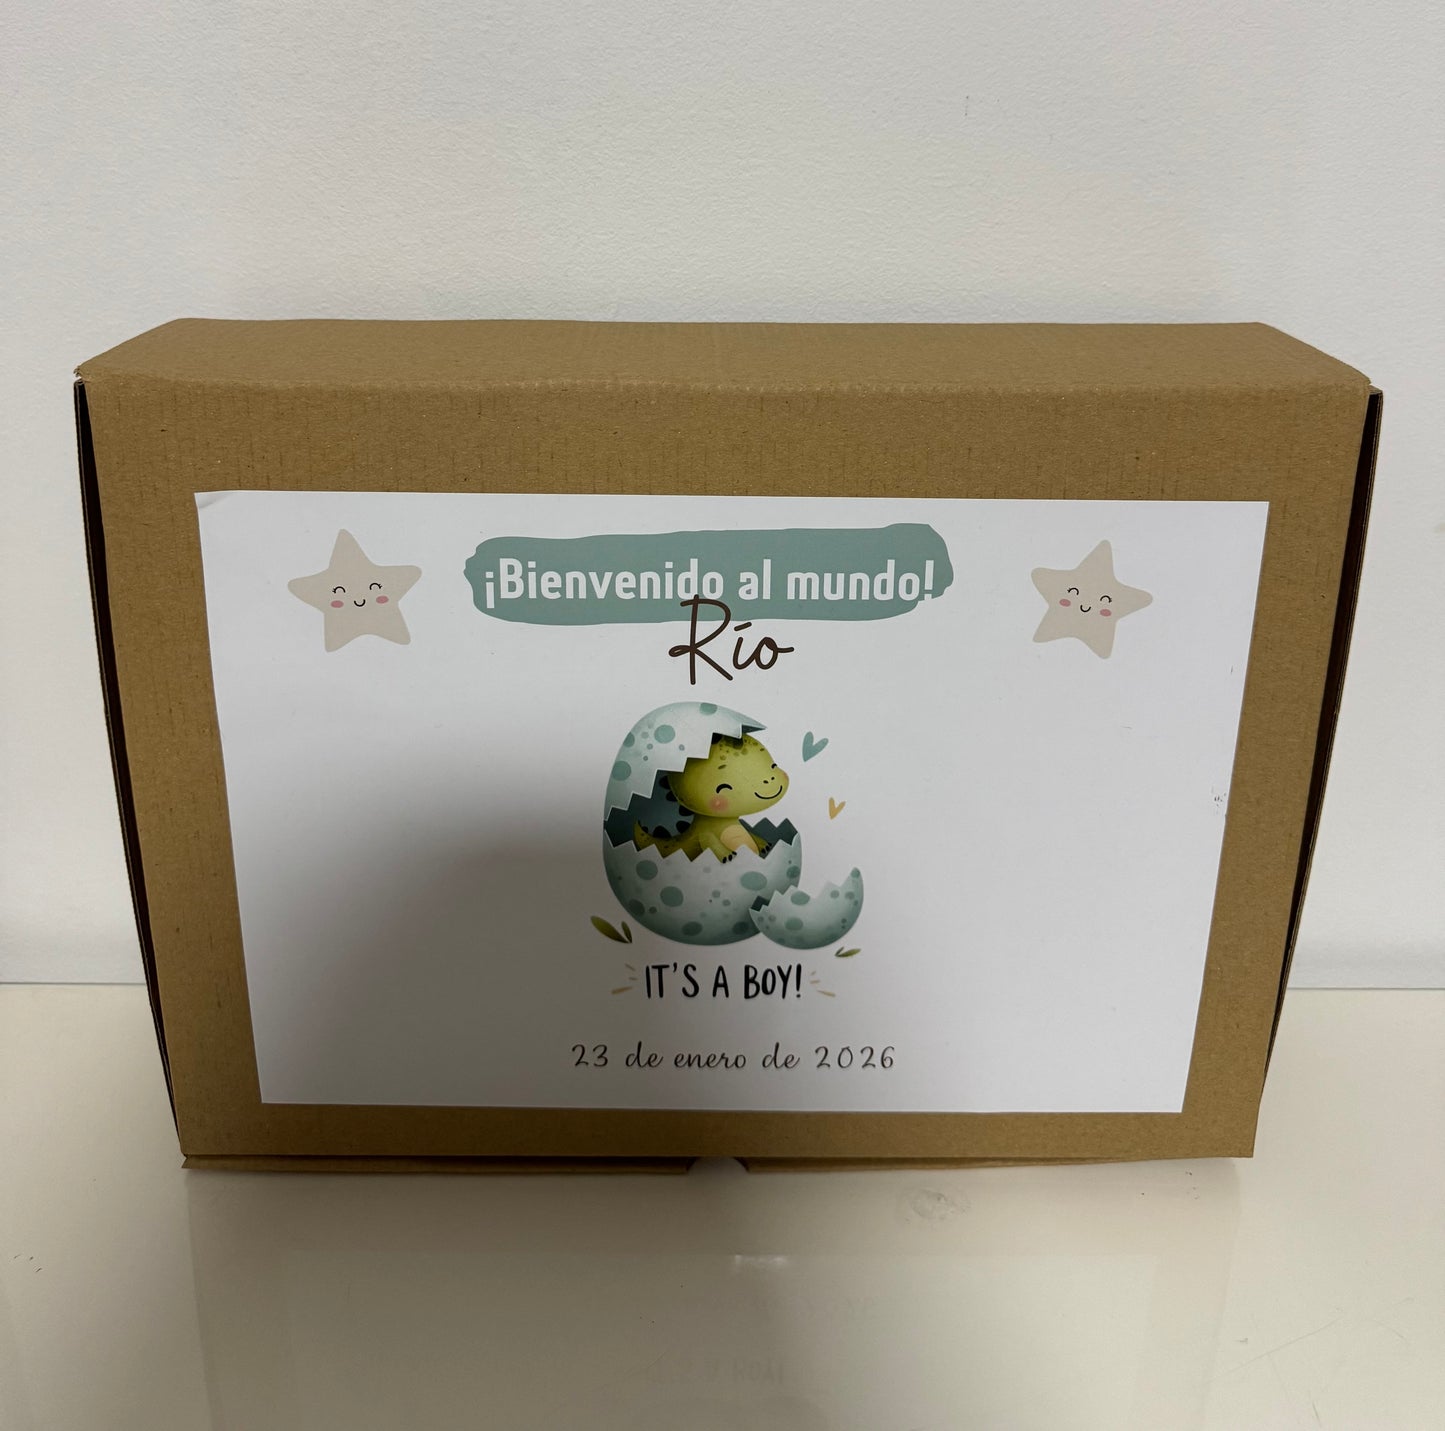 ¡Bienvenido al mundo!
Río
IT'S A BOY!
23 de enero de 2026